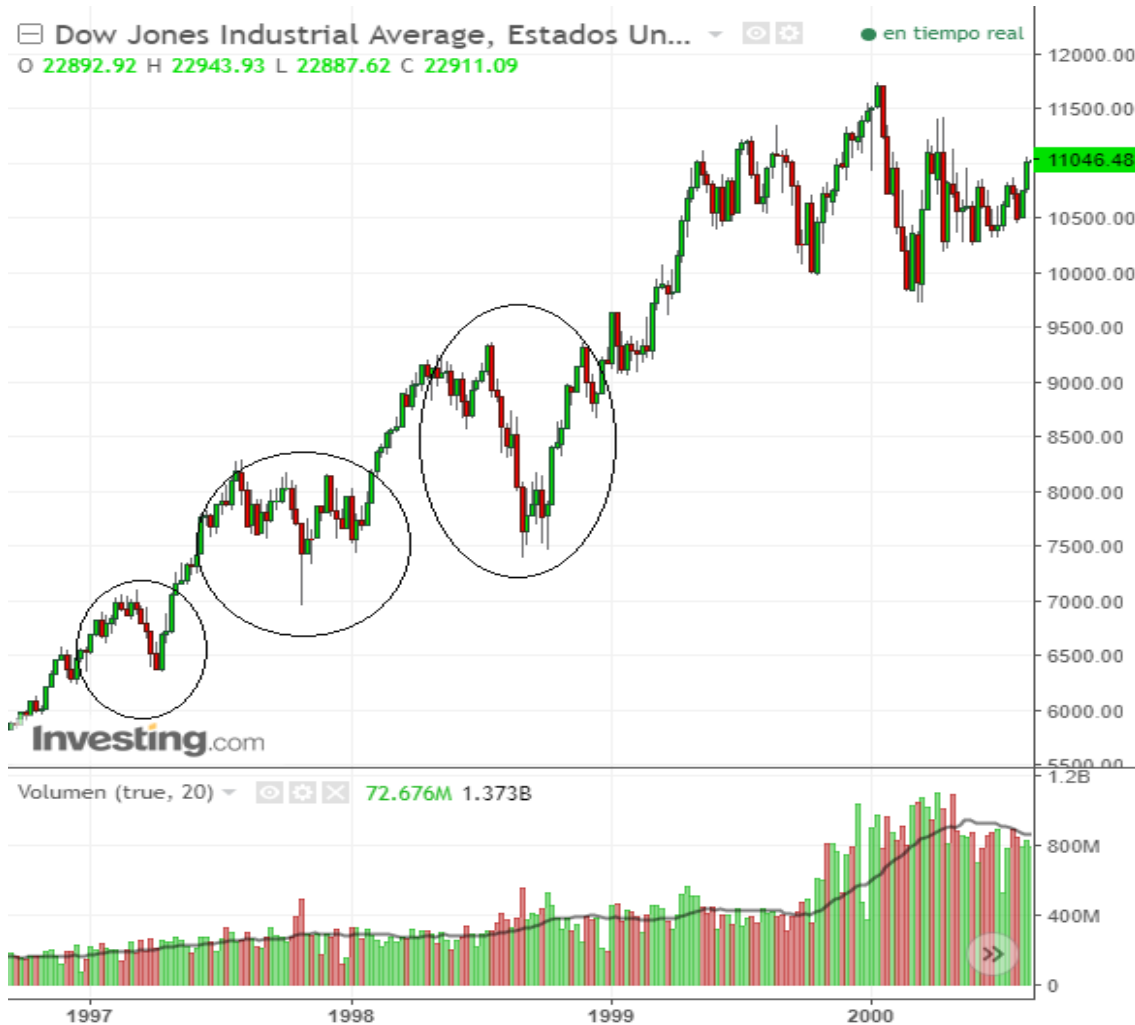 Dow Jones Industrial Average, Estados Un...
en tiempo real
O 22892.92 H 22943.93 L 22887.62 C 22911.09
12000.00
11500.00
11046.48
10500.00
10000.00
9500.00
9000.00
8500.00
8000.00
7500.00
7000.00
6500.00
6000.00
5500.00
Investing.com
Volumen (true, 20) 72.676M 1.373B
1.2B
800M
400M
0
1997 1998 1999 2000